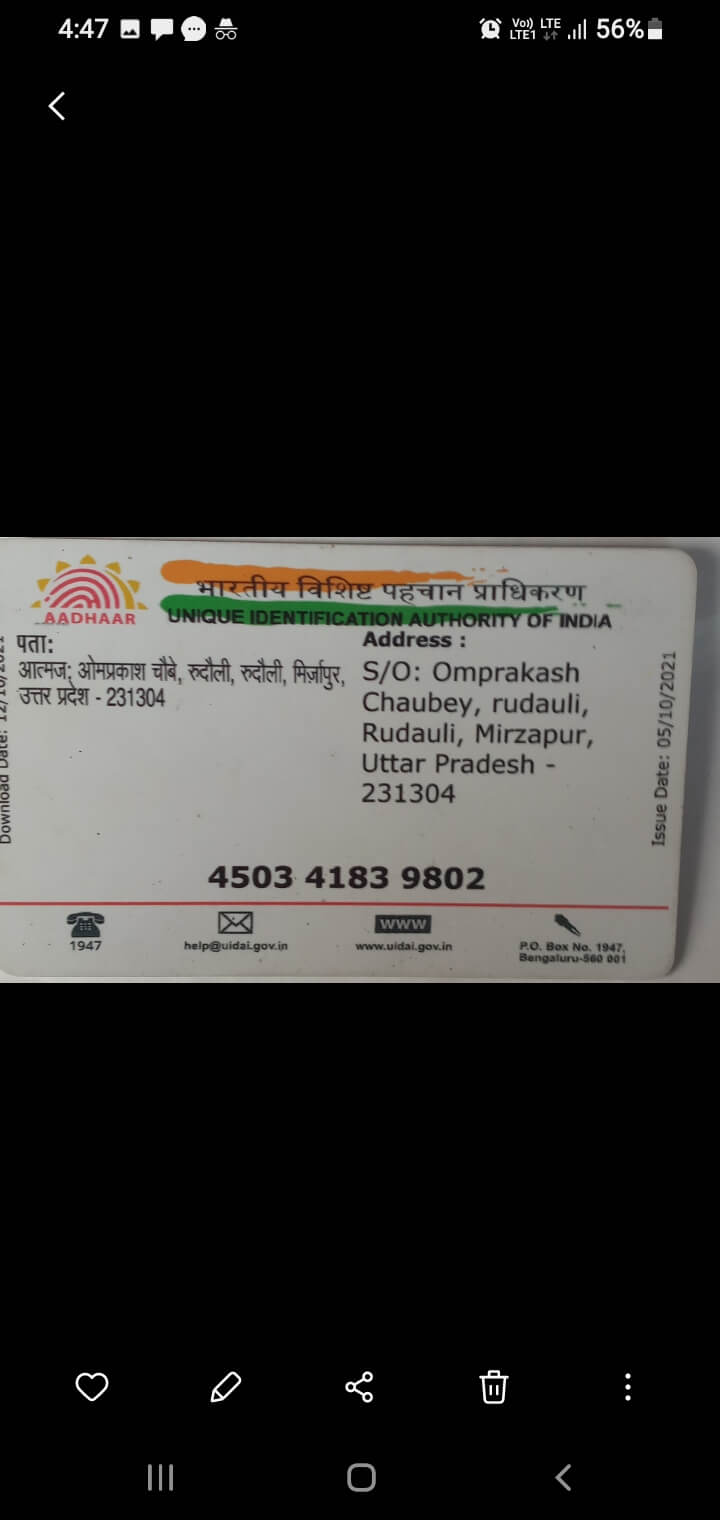 4:47
Vo)) LTE
LTE1
56%
भारतीय विशिष्ट पहचान प्राधिकरण
AADHAAR
UNIQUE IDENTIFICATION AUTHORITY OF INDIA
पता:
आत्मज: ओमप्रकाश चौबे, रुदौली, रुदौली, मिर्ज़ापुर,
उत्तर प्रदेश - 231304
Address :
S/O: Omprakash
Chaubey, rudauli,
Rudauli, Mirzapur,
Uttar Pradesh -
231304
Download Date: 12/10/2021
Issue Date: 05/10/2021
4503 4183 9802
1947
help@uidai.gov.in
WWW
www.uidai.gov.in
P.O. Box No. 1947,
Bengaluru-560 001